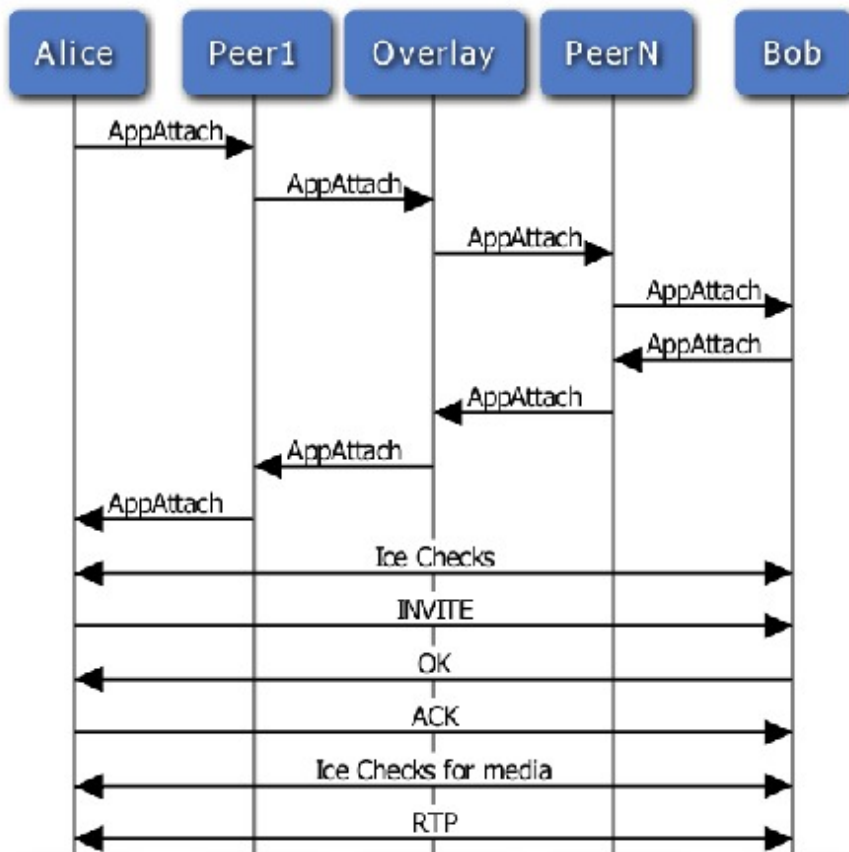 Alice
Peer1
Overlay
PeerN
Bob
AppAttach
AppAttach
AppAttach
AppAttach
AppAttach
AppAttach
AppAttach
AppAttach
Ice Checks
INVITE
OK
ACK
Ice Checks for media
RTP